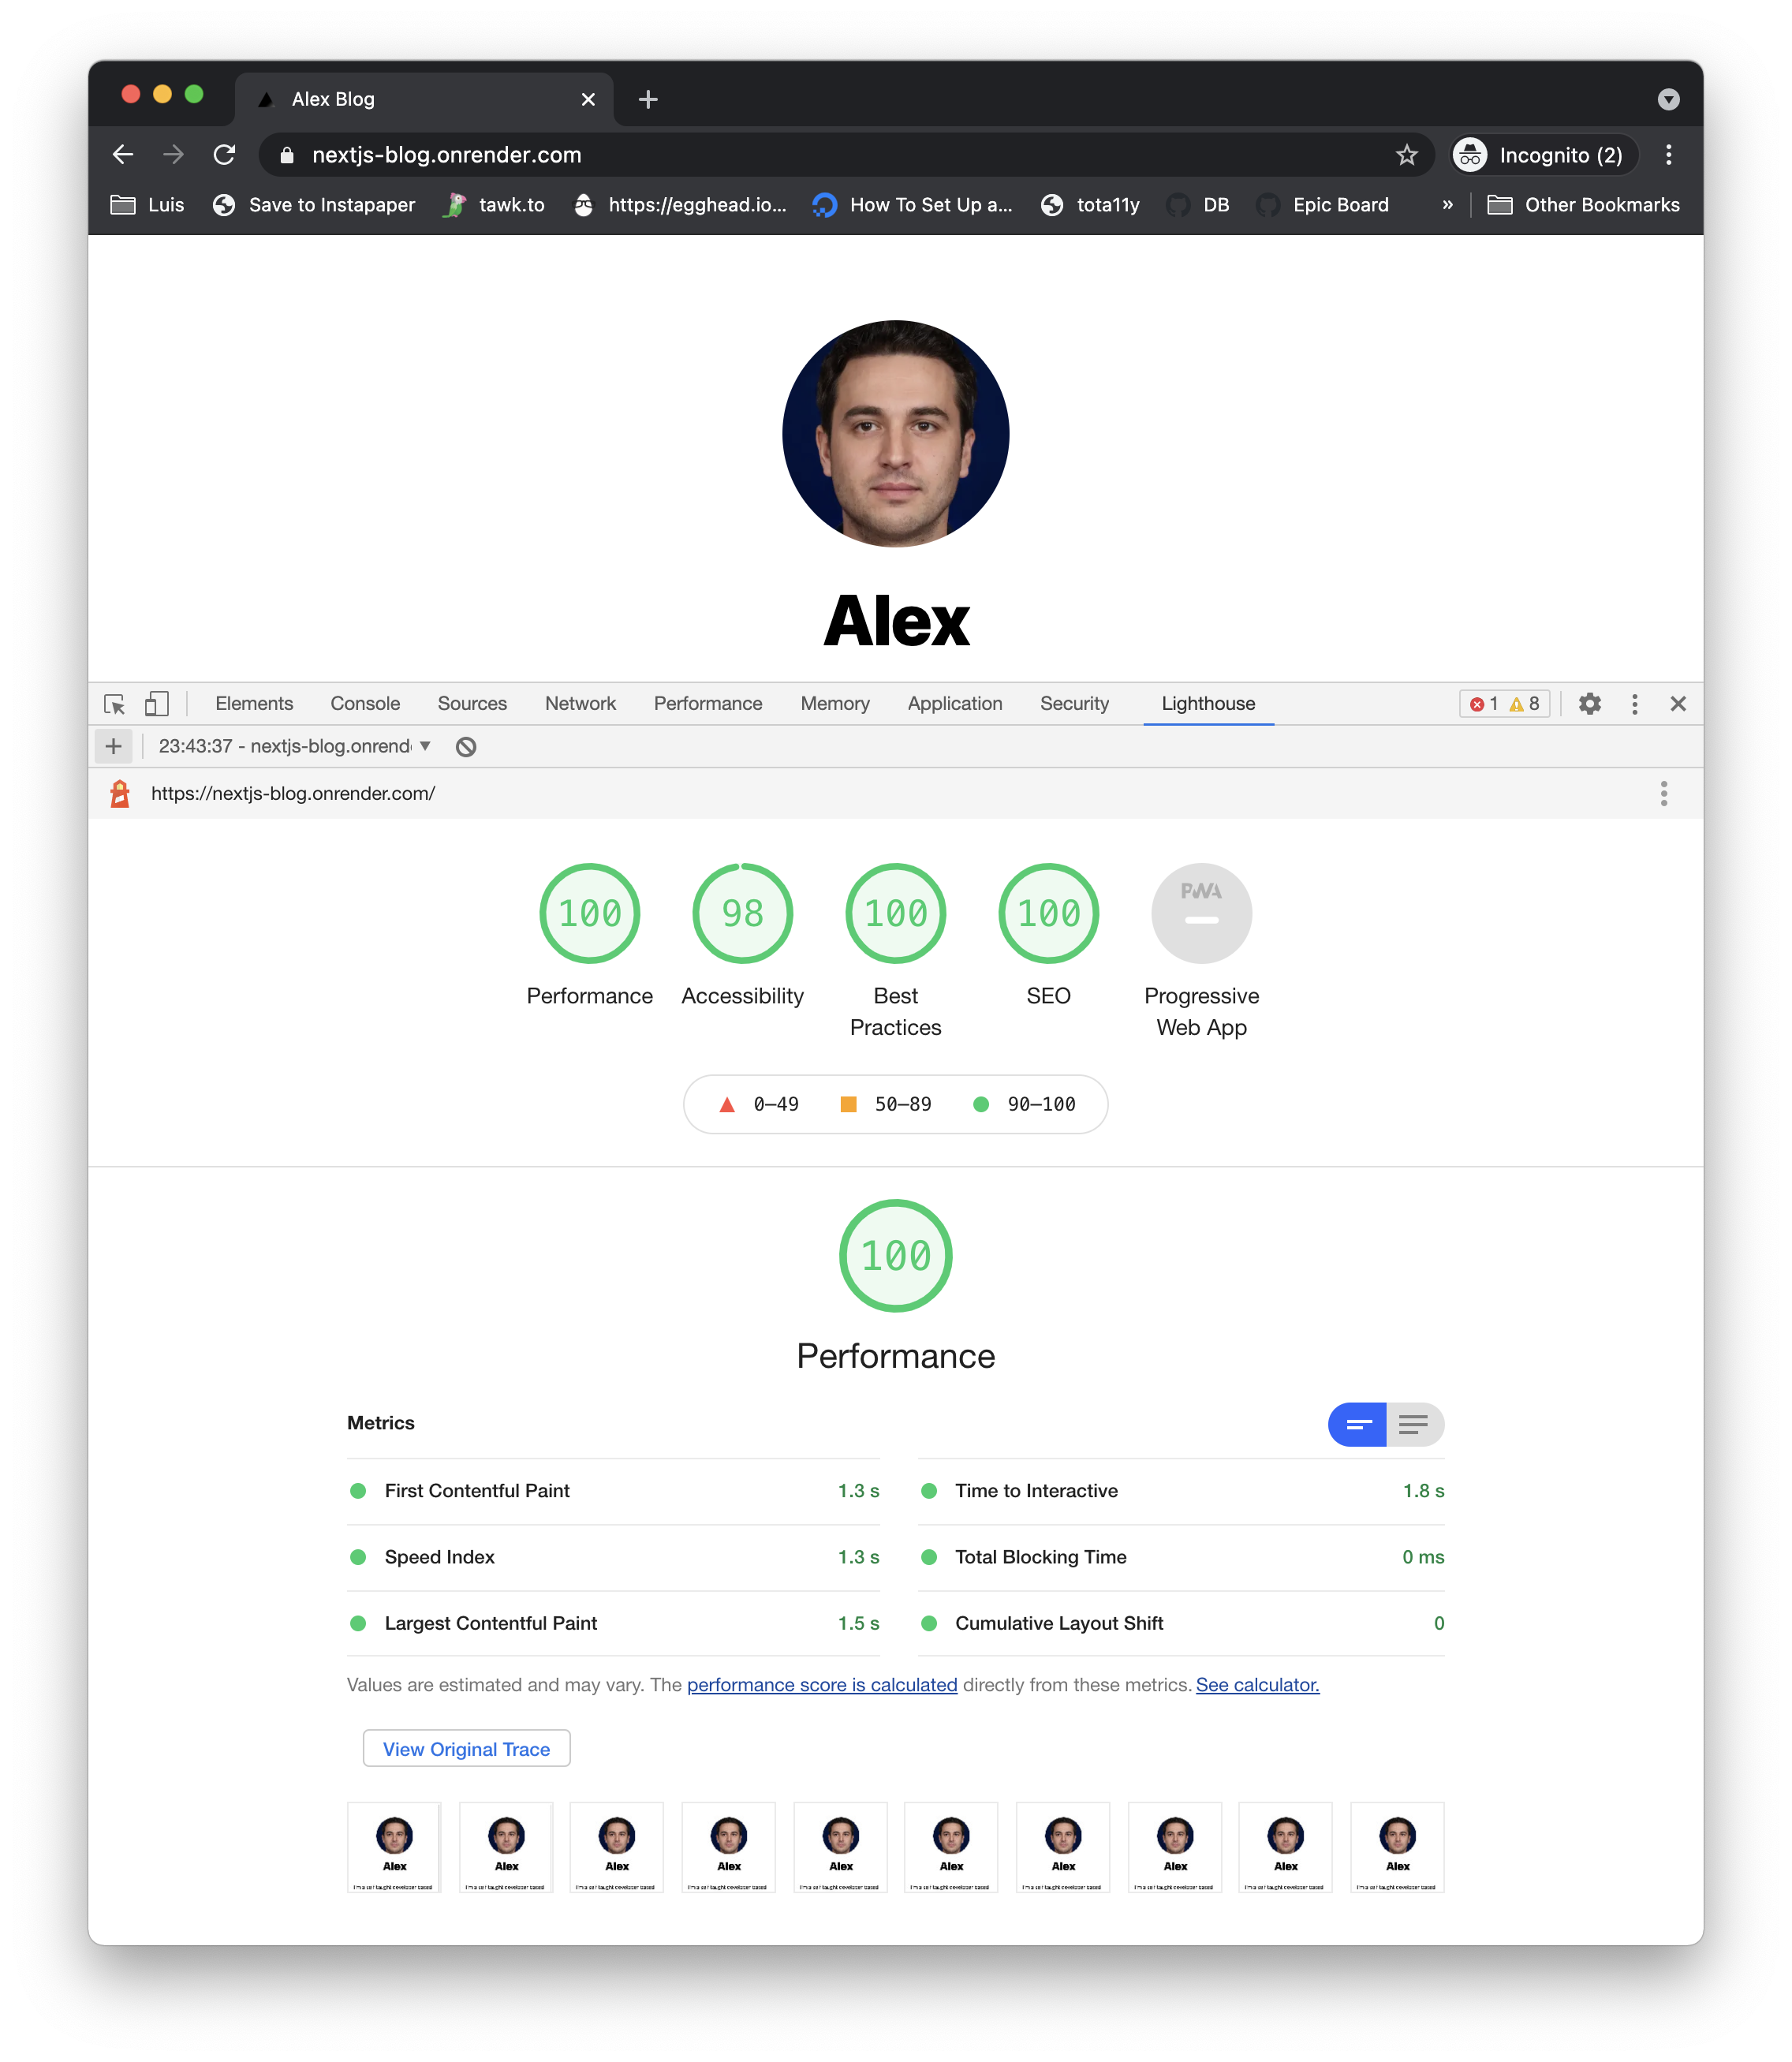 Alex Blog
nextjs-blog.onrender.com
Incognito (2)
Luis
Save to Instapaper
tawk.to
https://egghead.io...
How To Set Up a...
tota11y
DB
Epic Board
»
Other Bookmarks
Alex
Elements Console Sources Network Performance Memory Application Security Lighthouse 1 8
23:43:37 - nextjs-blog.onrend
https://nextjs-blog.onrender.com/
100 98 100 100 PWA
Performance Accessibility Best Practices SEO Progressive Web App
0–49 50–89 90–100
100
Performance
Metrics
First Contentful Paint 1.3 s
Time to Interactive 1.8 s
Speed Index 1.3 s
Total Blocking Time 0 ms
Largest Contentful Paint 1.5 s
Cumulative Layout Shift 0
Values are estimated and may vary. The performance score is calculated directly from these metrics. See calculator.
View Original Trace
Alex Alex Alex Alex Alex Alex Alex Alex Alex Alex